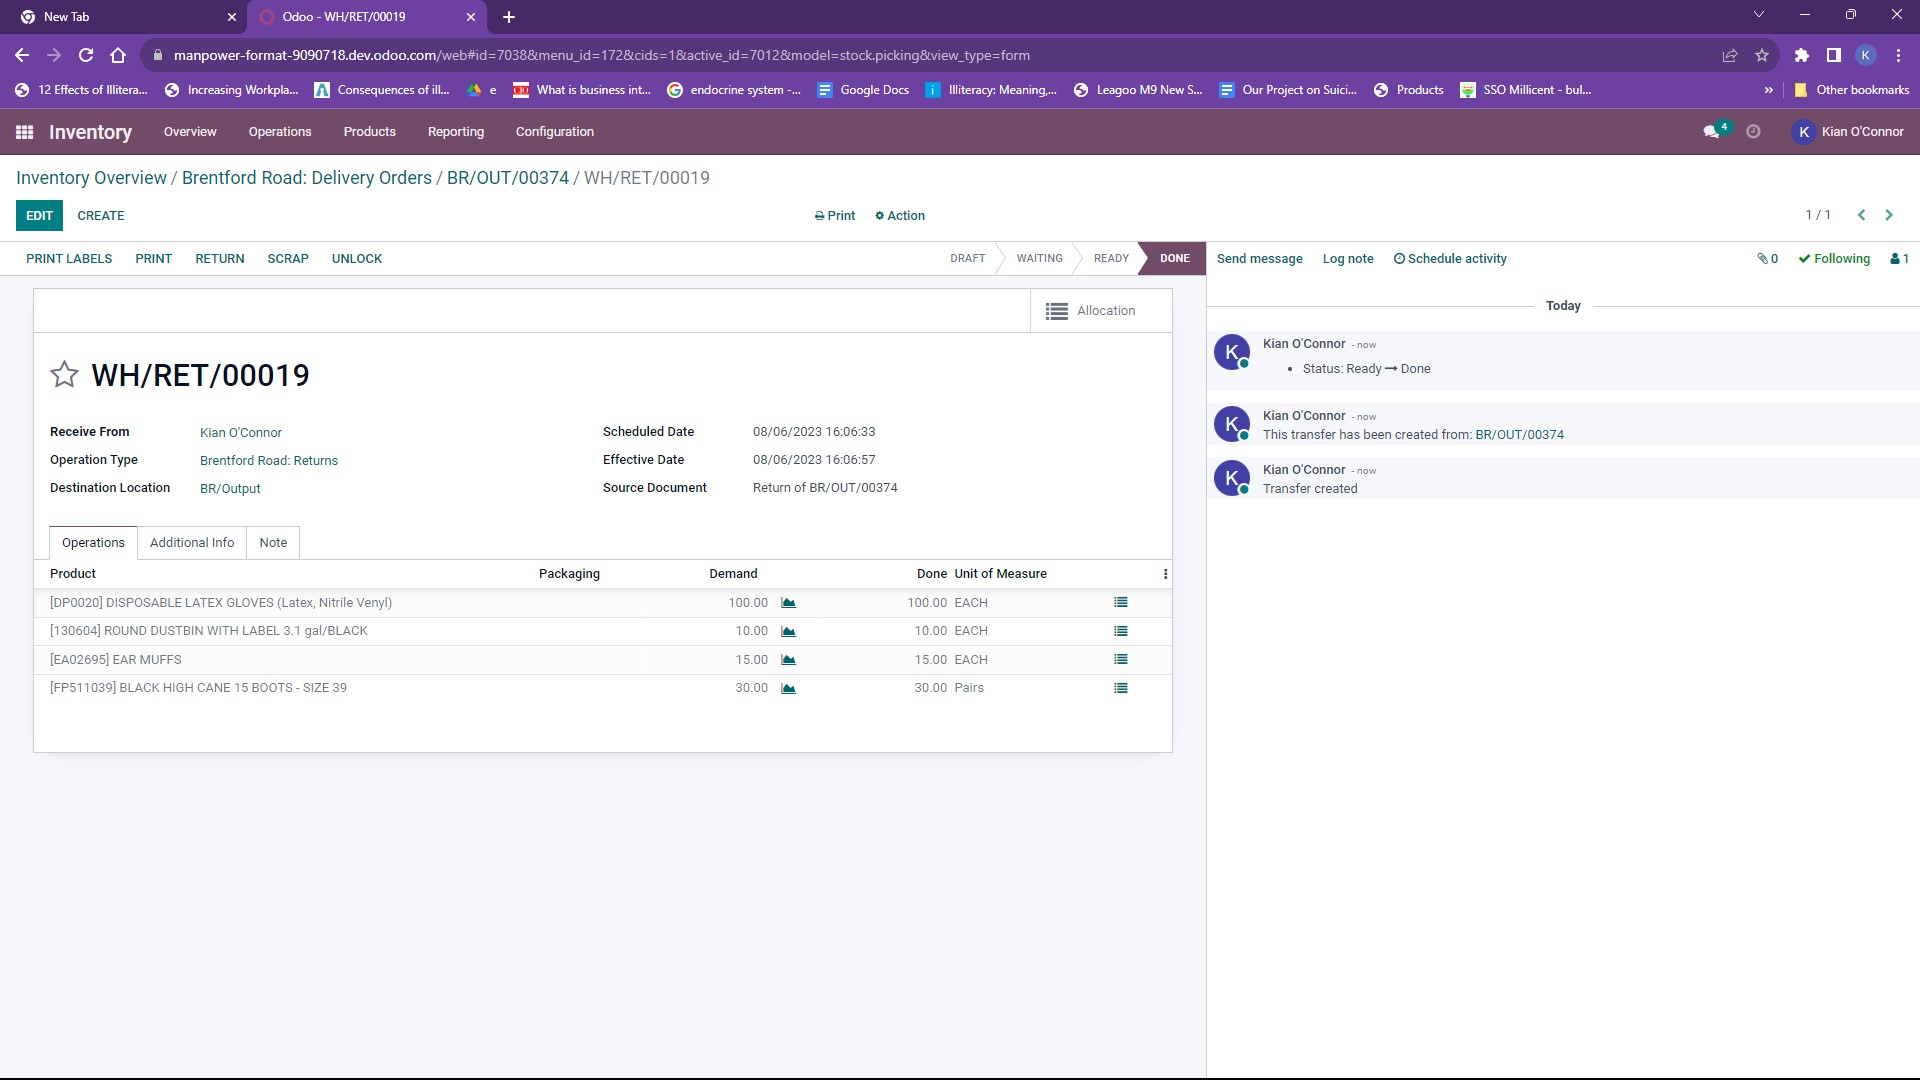 New Tab
Odoo - WH/RET/00019
manpower-format-9090718.dev.odoo.com/web#id=7038&menu_id=172&cids=1&active_id=7012&model=stock.picking&view_type=form
K
12 Effects of Illitera... Increasing Workpla... Consequences of ill... e What is business int... endocrine system -... Google Docs Illiteracy: Meaning,... Leagoo M9 New S... Our Project on Suici... Products SSO Millicent - bul... » Other bookmarks
Inventory Overview Operations Products Reporting Configuration 4 K Kian O'Connor
Inventory Overview / Brentford Road: Delivery Orders / BR/OUT/00374 / WH/RET/00019
EDIT CREATE Print Action 1 / 1
PRINT LABELS PRINT RETURN SCRAP UNLOCK DRAFT WAITING READY DONE
Send message Log note Schedule activity 0 Following 1
Allocation
WH/RET/00019
Receive From Kian O'Connor Scheduled Date 08/06/2023 16:06:33
Operation Type Brentford Road: Returns Effective Date 08/06/2023 16:06:57
Destination Location BR/Output Source Document Return of BR/OUT/00374
Operations Additional Info Note
Product Packaging Demand Done Unit of Measure
[DP0020] DISPOSABLE LATEX GLOVES (Latex, Nitrile Venyl) 100.00 100.00 EACH
[130604] ROUND DUSTBIN WITH LABEL 3.1 gal/BLACK 10.00 10.00 EACH
[EA02695] EAR MUFFS 15.00 15.00 EACH
[FP511039] BLACK HIGH CANE 15 BOOTS - SIZE 39 30.00 30.00 Pairs
Today
K Kian O'Connor - now
• Status: Ready → Done
K Kian O'Connor - now
This transfer has been created from: BR/OUT/00374
K Kian O'Connor - now
Transfer created